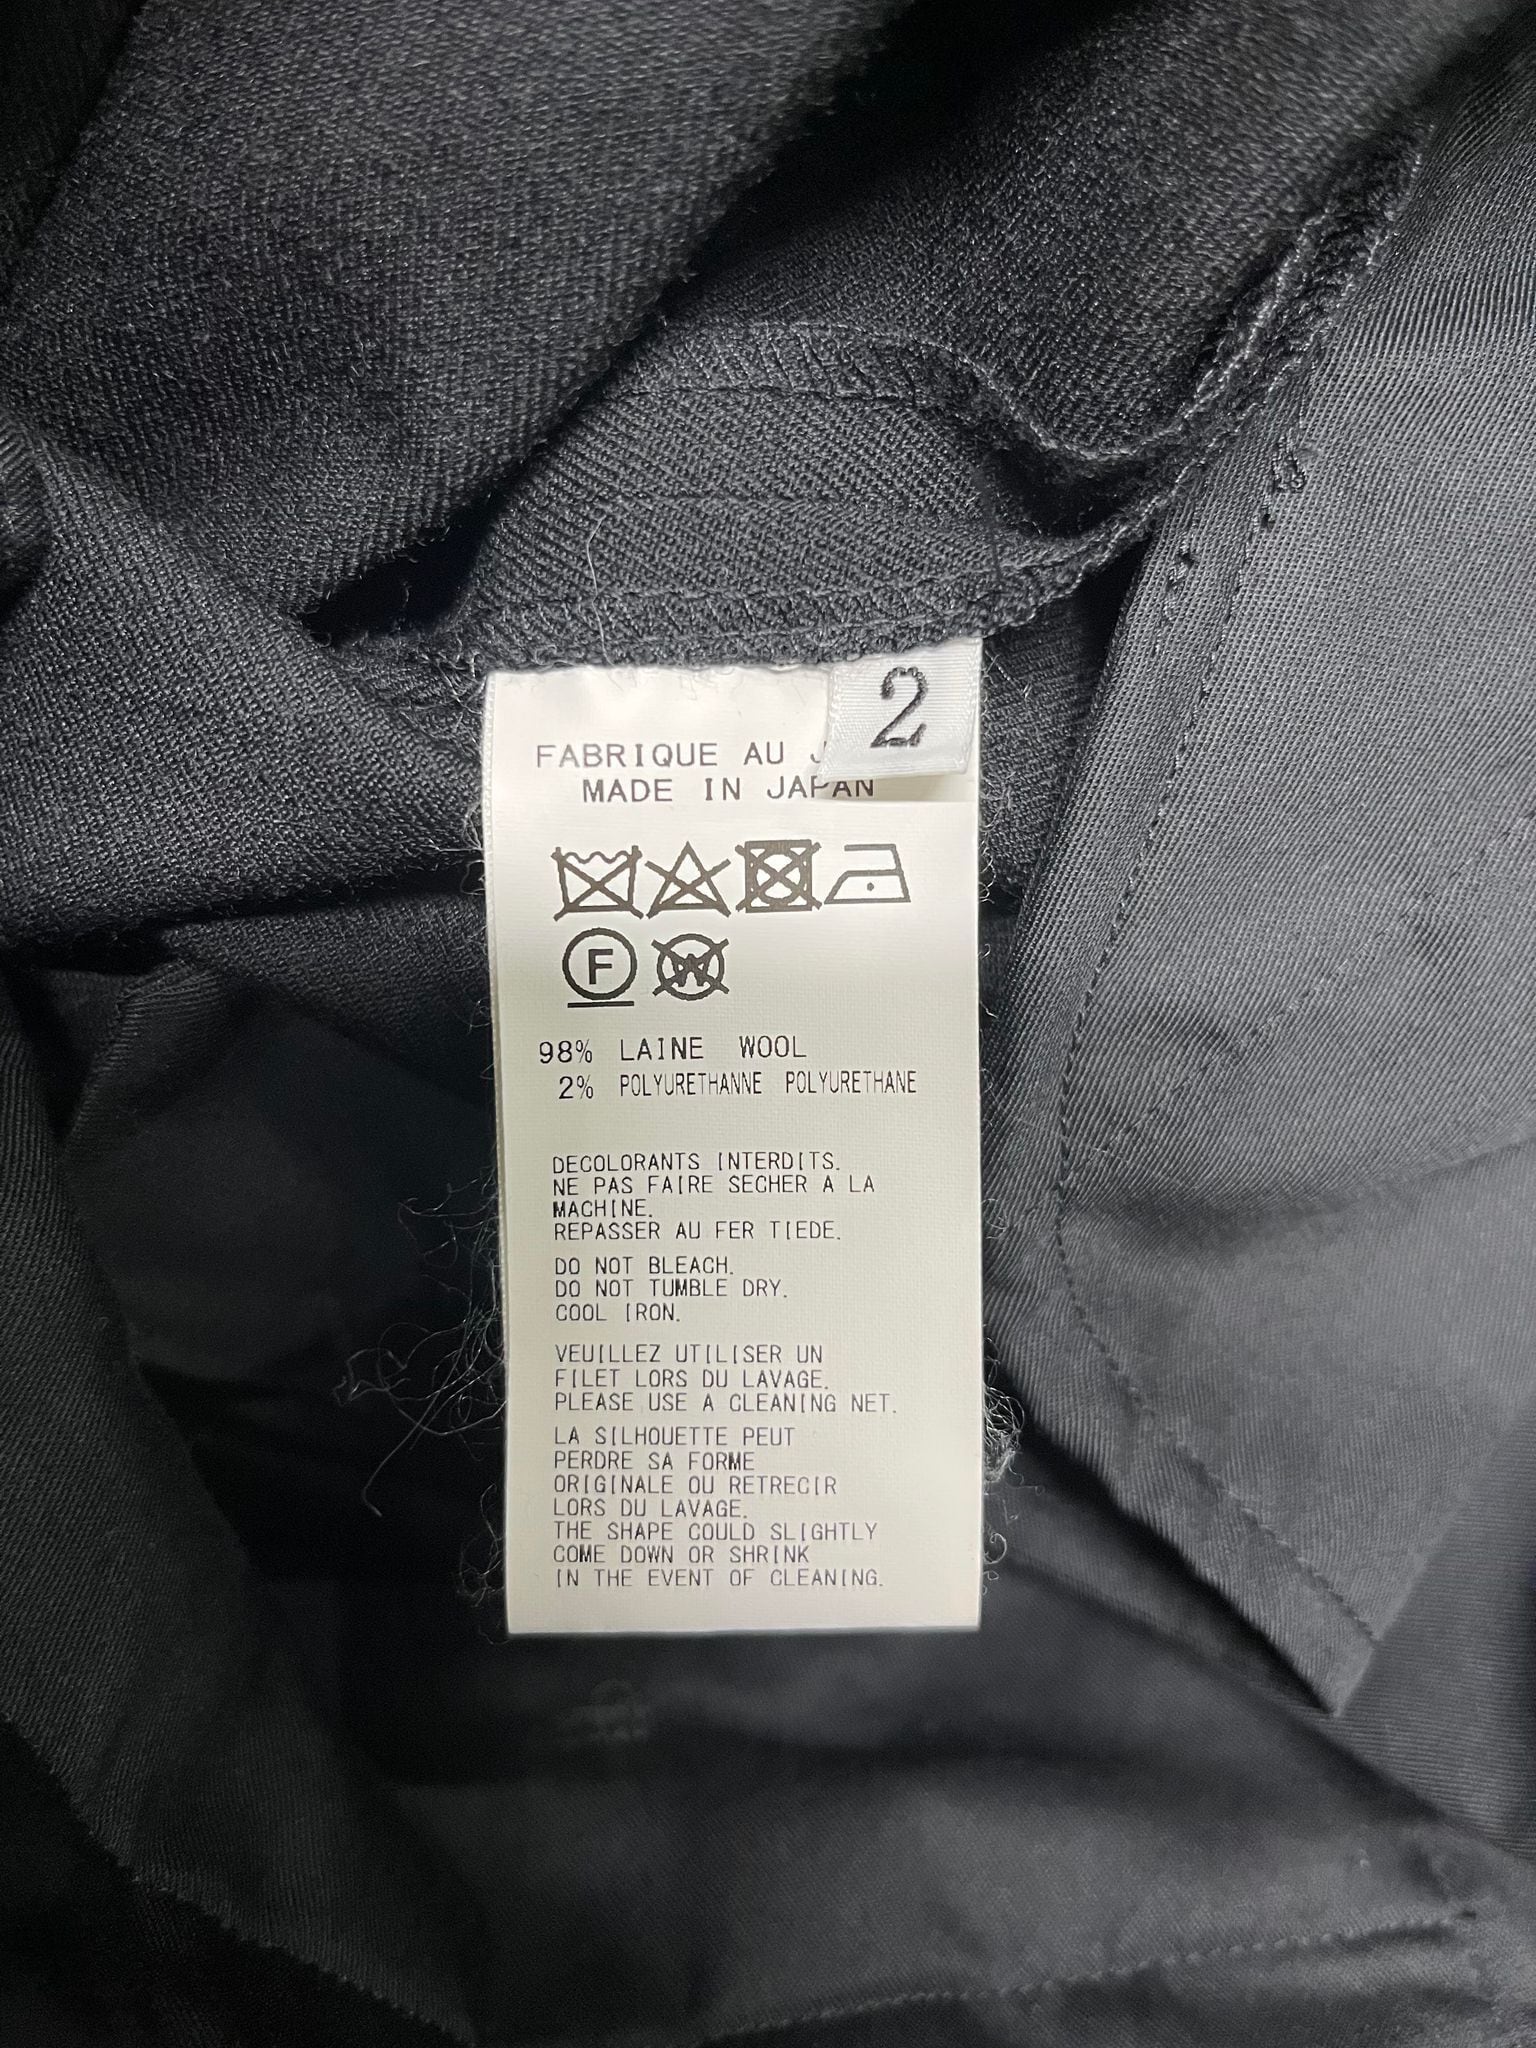 2
FABRIQUE AU
MADE IN JAPAN
F W
98% LAINE WOOL
2% POLYURETHANNE POLYURETHANE
DECOLORANTS INTERDITS.
NE PAS FAIRE SECHER A LA
MACHINE.
REPASSER AU FER TIEDE.
DO NOT BLEACH.
DO NOT TUMBLE DRY.
COOL IRON.
VEUILLEZ UTILISER UN
FILET LORS DU LAVAGE.
PLEASE USE A CLEANING NET.
LA SILHOUETTE PEUT
PERDRE SA FORME
ORIGINALE OU RETRECIR
LORS DU LAVAGE.
THE SHAPE COULD SLIGHTLY
COME DOWN OR SHRINK
IN THE EVENT OF CLEANING.